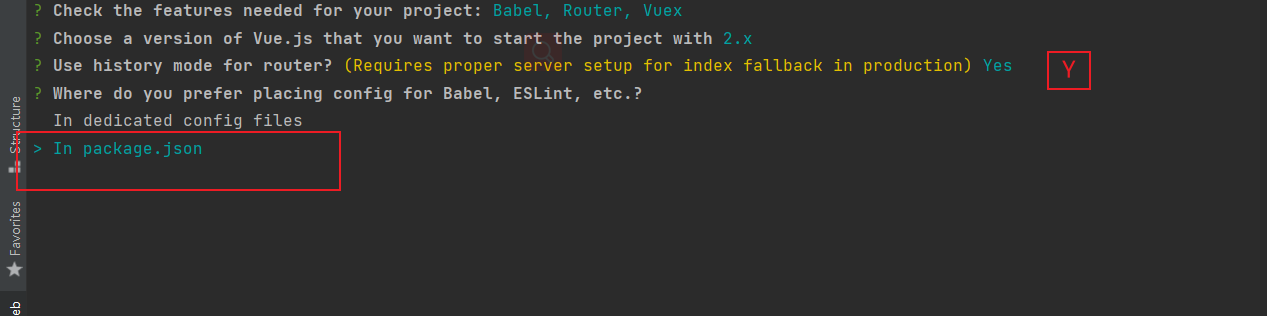 ? Check the features needed for your project: Babel, Router, Vuex
? Choose a version of Vue.js that you want to start the project with 2.x
? Use history mode for router? (Requires proper server setup for index fallback in production) Yes
Y
? Where do you prefer placing config for Babel, ESLint, etc.?
In dedicated config files
> In package.json
Structure
Favorites
eb